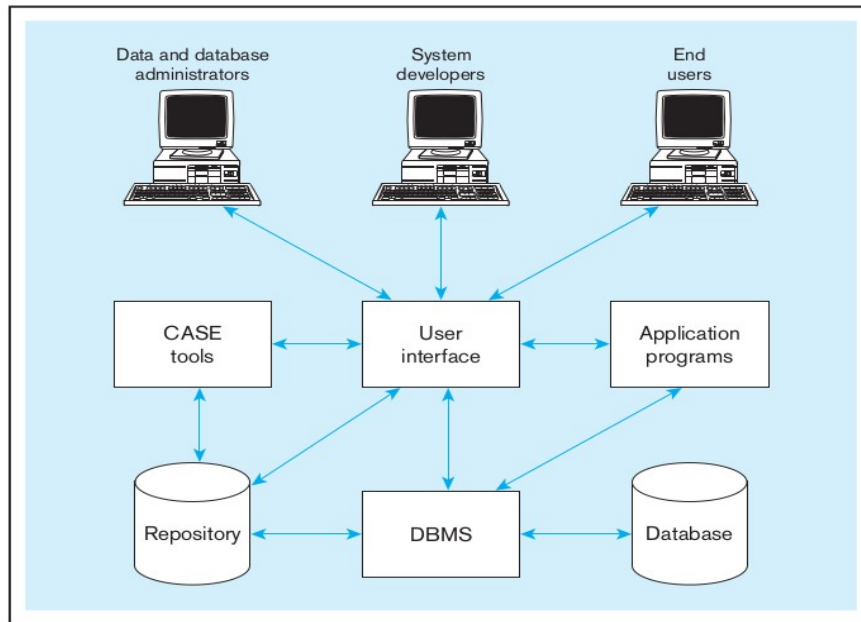 Data and database
administrators
System
developers
End
users
CASE
tools
User
interface
Application
programs
Repository
DBMS
Database